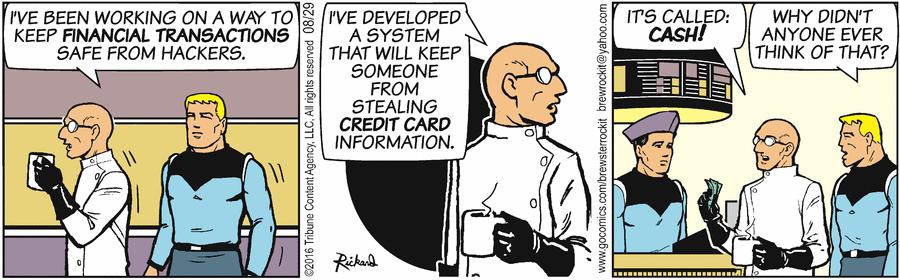 I'VE BEEN WORKING ON A WAY TO
KEEP FINANCIAL TRANSACTIONS
SAFE FROM HACKERS.
08/29
©2016 Tribune Content Agency, LLC, All rights reserved
I'VE DEVELOPED
A SYSTEM
THAT WILL KEEP
SOMEONE
FROM
STEALING
CREDIT CARD
INFORMATION.
Rickard
www.gocomics.com/brewsterrockit brewrockit@yahoo.com
IT'S CALLED:
CASH!
WHY DIDN'T
ANYONE EVER
THINK OF THAT?